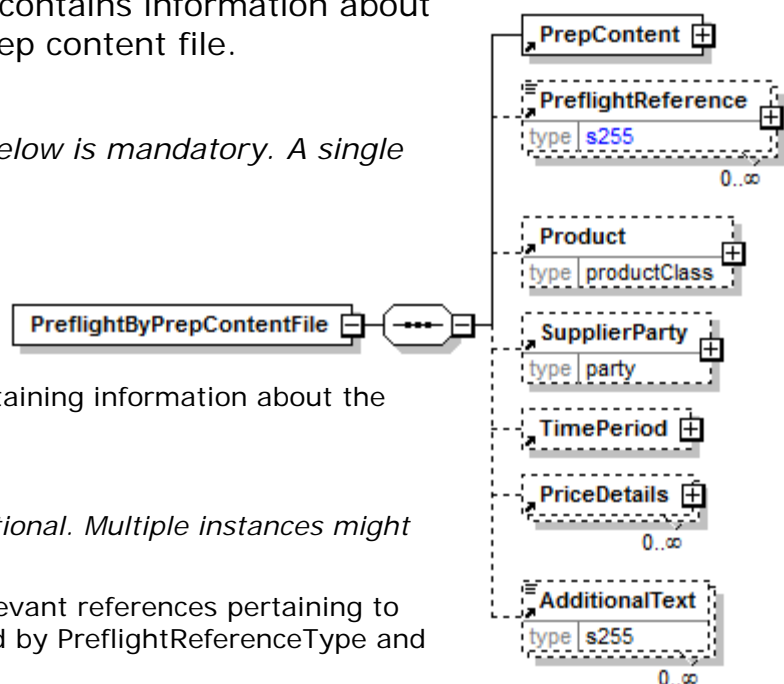 contains information about
ep content file.
elow is mandatory. A single
taining information about the
tional. Multiple instances might
evant references pertaining to
d by PreflightReferenceType and
PreflightByPrepContentFile
PrepContent
PreflightReference
type s255
0..∞
Product
type productClass
SupplierParty
type party
TimePeriod
PriceDetails
0..∞
AdditionalText
type s255
0..∞